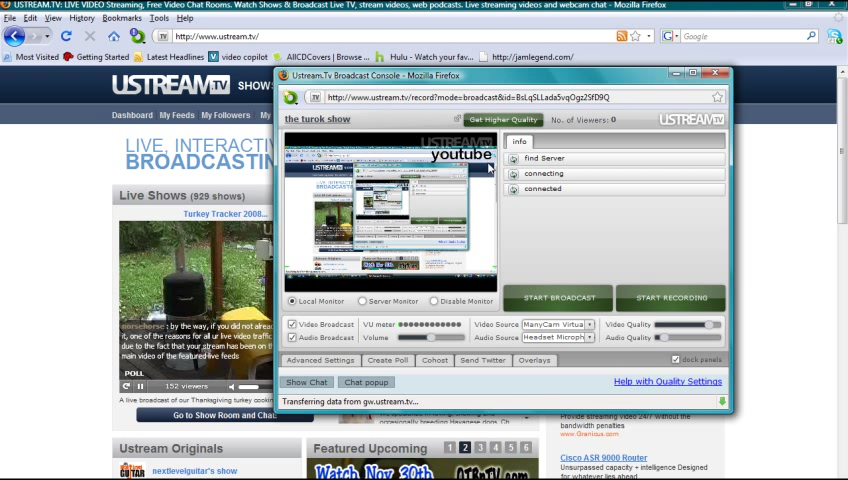 USTREAM.TV: LIVE VIDEO Streaming, Free Video Chat Rooms. Watch Shows & Broadcast Live TV, stream videos, web podcasts. Live streaming videos and webcam chat - Mozilla Firefox
File Edit View History Bookmarks Tools Help
http://www.ustream.tv/
Google
Most Visited Getting Started Latest Headlines video copilot AllCDCovers | Browse ... Hulu - Watch your fav... http://jamlegend.com/
USTREAM.TV SHOWS
Dashboard My Feeds My Followers My
LIVE, INTERACTIV
BROADCASTIN
Live Shows (929 shows)
Turkey Tracker 2008...
norsehorse : by the way, if you did not alread
it, one of the reasons for all ur live video traffic
due to the fact that your stream has been on th
main video of the featured live feeds
POLL
152 viewers
A live broadcast of our Thanksgiving turkey cookin
Go to Show Room and Chat
Ustream Originals
nextlevelguitar's show
Ustream.Tv Broadcast Console - Mozilla Firefox
the turok show
Get Higher Quality
No. of Viewers: 0
USTREAM.TV
USTREAM.TV
youtube
info
find Server
connecting
connected
Local Monitor Server Monitor Disable Monitor
START BROADCAST START RECORDING
Video Broadcast VU meter Video Source ManyCam Virtua Video Quality
Audio Broadcast Volume Audio Source Headset Microph Audio Quality
Advanced Settings Create Poll Cohost Send Twitter Overlays dock panels
Show Chat Chat popup Help with Quality Settings
Transferring data from gw.ustream.tv...
occasionally breeding Havanese dogs. Ch
Featured Upcoming 1 2 3 4 5 6
Watch Nov 30th
Provide streaming video 24/7 without the
bandwidth penalties
www.Granicus.com
Cisco ASR 9000 Router
Unsurpassed capacity + intelligence Designed
for whatever lies ahead